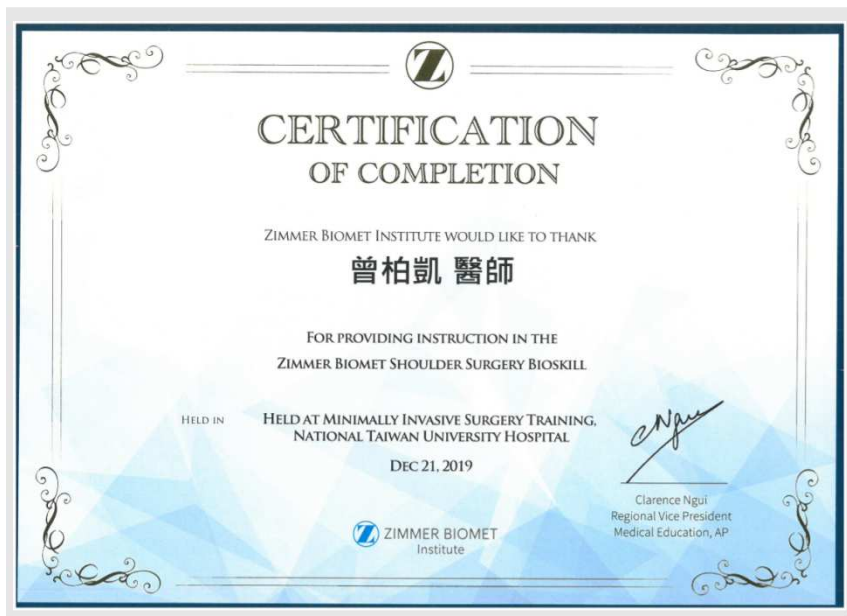 Z
CERTIFICATION
OF COMPLETION
ZIMMER BIOMET INSTITUTE WOULD LIKE TO THANK
曾柏凱 醫師
FOR PROVIDING INSTRUCTION IN THE
ZIMMER BIOMET SHOULDER SURGERY BIOSKILL
HELD IN HELD AT MINIMALLY INVASIVE SURGERY TRAINING,
NATIONAL TAIWAN UNIVERSITY HOSPITAL
DEC 21, 2019
CNgui
Clarence Ngui
Regional Vice President
Medical Education, AP
Z ZIMMER BIOMET
Institute